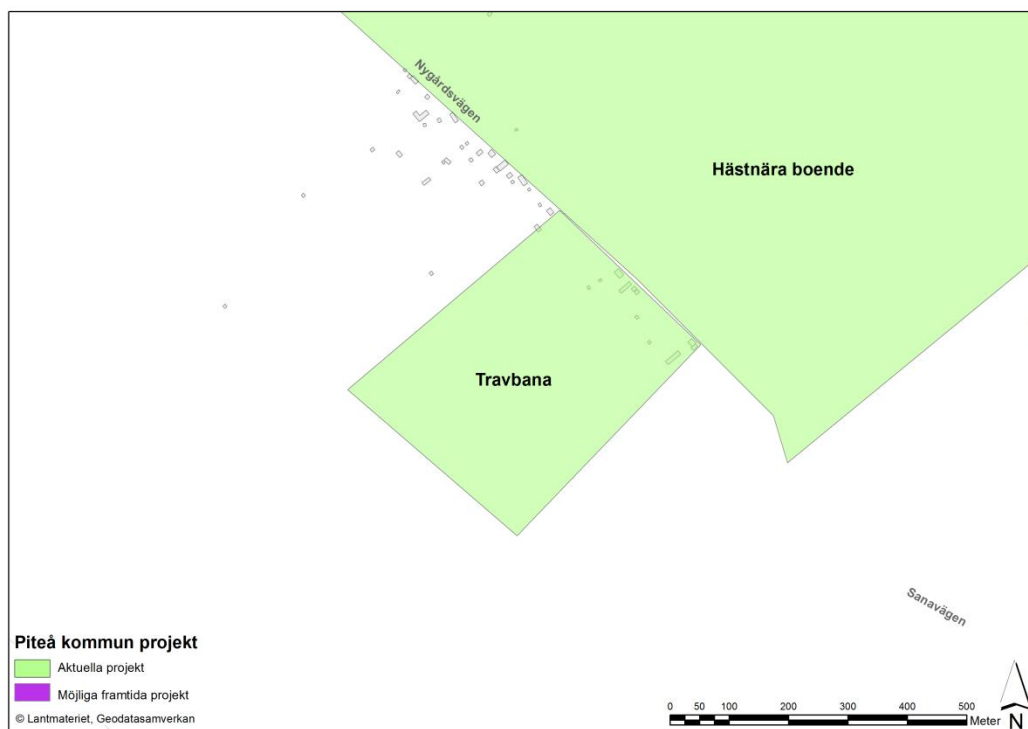 Nygårdsvägen
Hästnära boende
Travbana
Sanavägen
Piteå kommun projekt
Aktuella projekt
Möjliga framtida projekt
© Lantmateriet, Geodatasamverkan
0 50 100 200 300 400 500
Meter
N